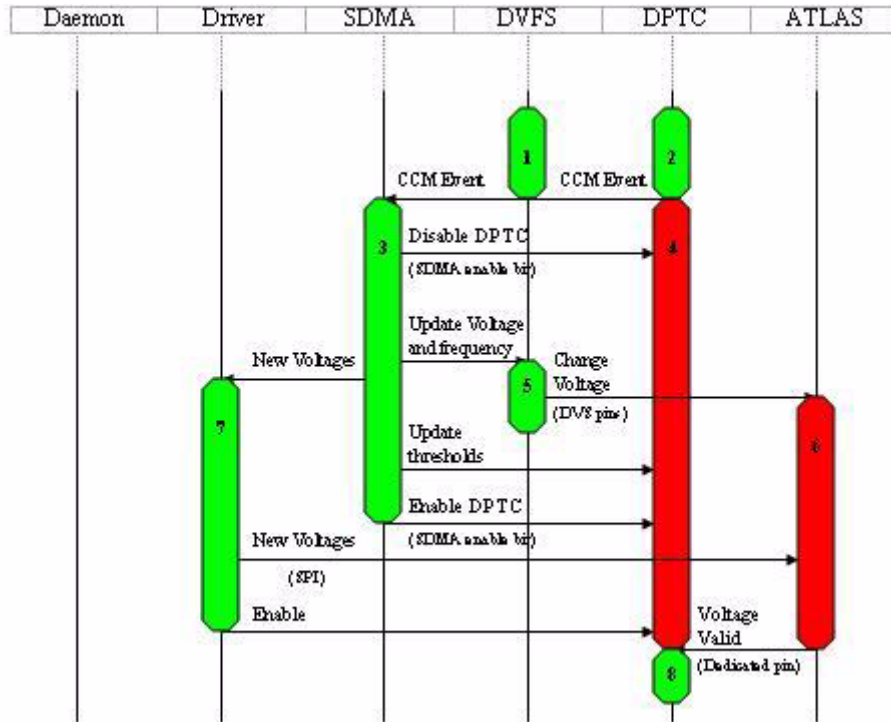 Daemon Driver SDMA DVFS DPTC ATLAS
1 2
CCM Event CCM Event
3 Disable DPTC 4
(SDMA enable bit)
Update Voltage
and frequency
New Voltages Change
5 Voltage
(DVS pins)
7 6
Update
thresholds
Enable DPTC
New Voltages (SDMA enable bit)
(SPI)
Enable Voltage
Valid
8 (Dedicated pin)